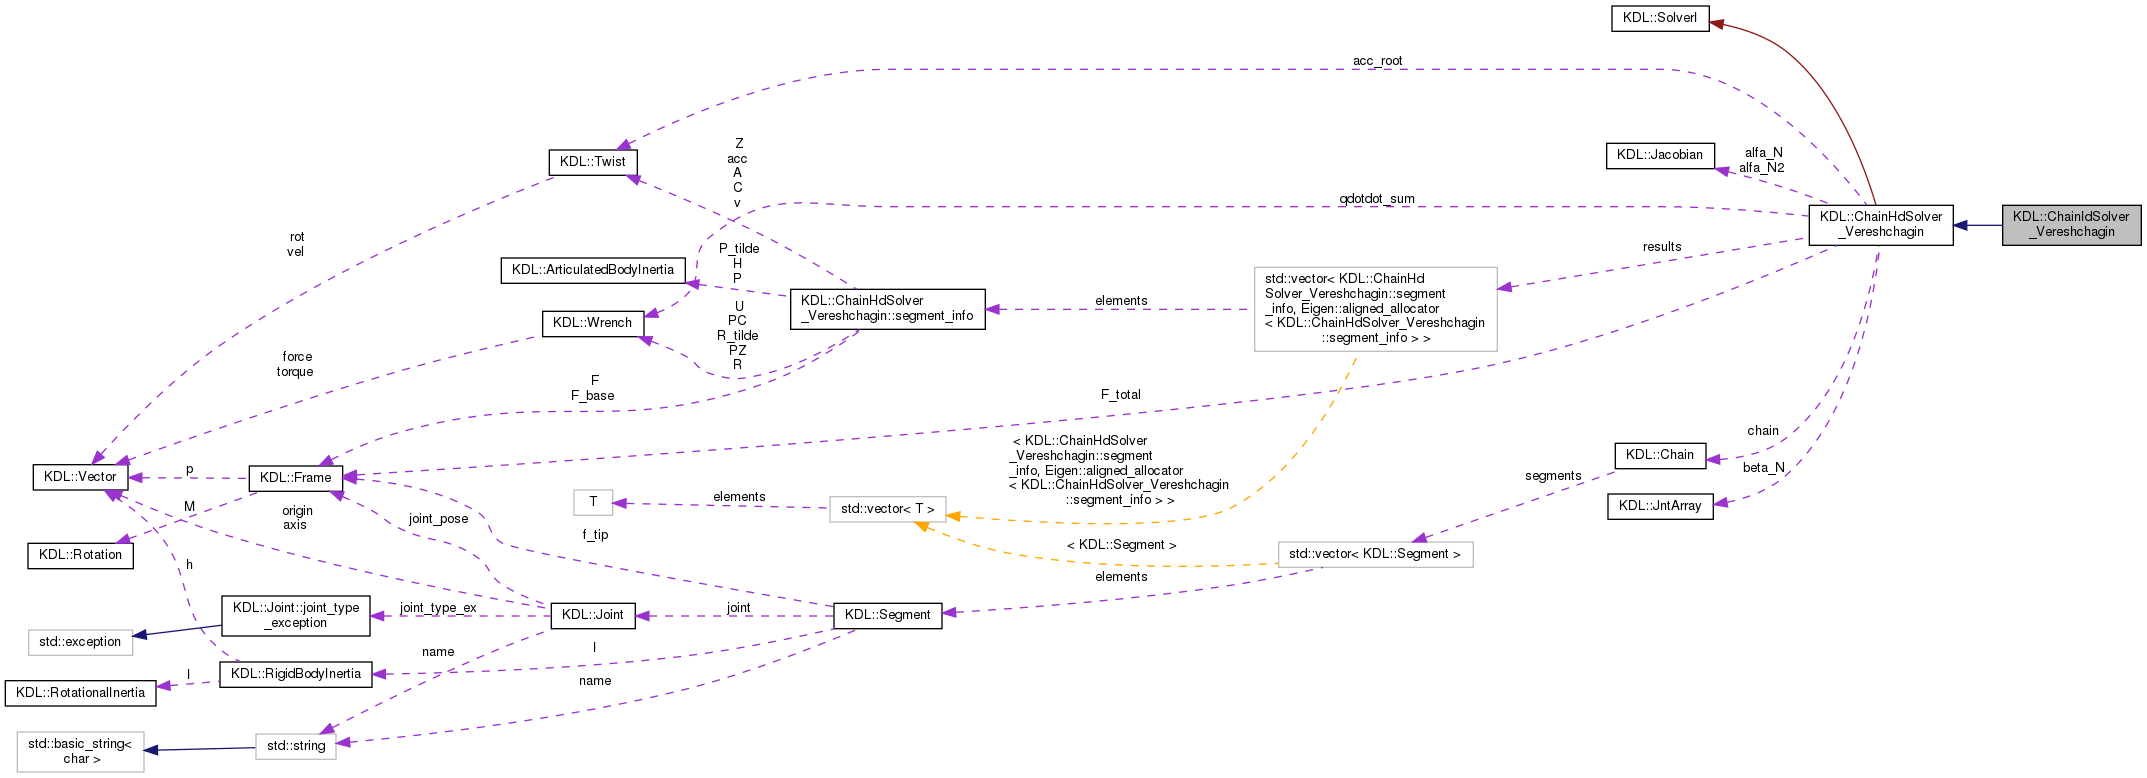 KDL::SolverI
acc_root
KDL::Twist
Z
acc
A
C
v
KDL::Jacobian
alfa_N
alfa_N2
qdotdot_sum
KDL::ChainHdSolver
_Vereshchagin
KDL::ChainIdSolver
_Vereshchagin
rot
vel
KDL::ArticulatedBodyInertia
P_tilde
H
P
results
KDL::ChainHdSolver
_Vereshchagin::segment_info
elements
std::vector< KDL::ChainHd
Solver_Vereshchagin::segment
_info, Eigen::aligned_allocator
< KDL::ChainHdSolver_Vereshchagin
::segment_info > >
KDL::Wrench
U
PC
R_tilde
PZ
R
force
torque
F
F_base
F_total
< KDL::ChainHdSolver
_Vereshchagin::segment
_info, Eigen::aligned_allocator
< KDL::ChainHdSolver_Vereshchagin
::segment_info > >
chain
KDL::Chain
beta_N
segments
KDL::JntArray
KDL::Vector
p
KDL::Frame
M
origin
axis
joint_pose
f_tip
T
elements
std::vector< T >
< KDL::Segment >
std::vector< KDL::Segment >
elements
KDL::Rotation
h
KDL::Joint::joint_type
_exception
joint_type_ex
KDL::Joint
joint
KDL::Segment
std::exception
name
I
KDL::RigidBodyInertia
I
KDL::RotationalInertia
name
std::basic_string<
char >
std::string